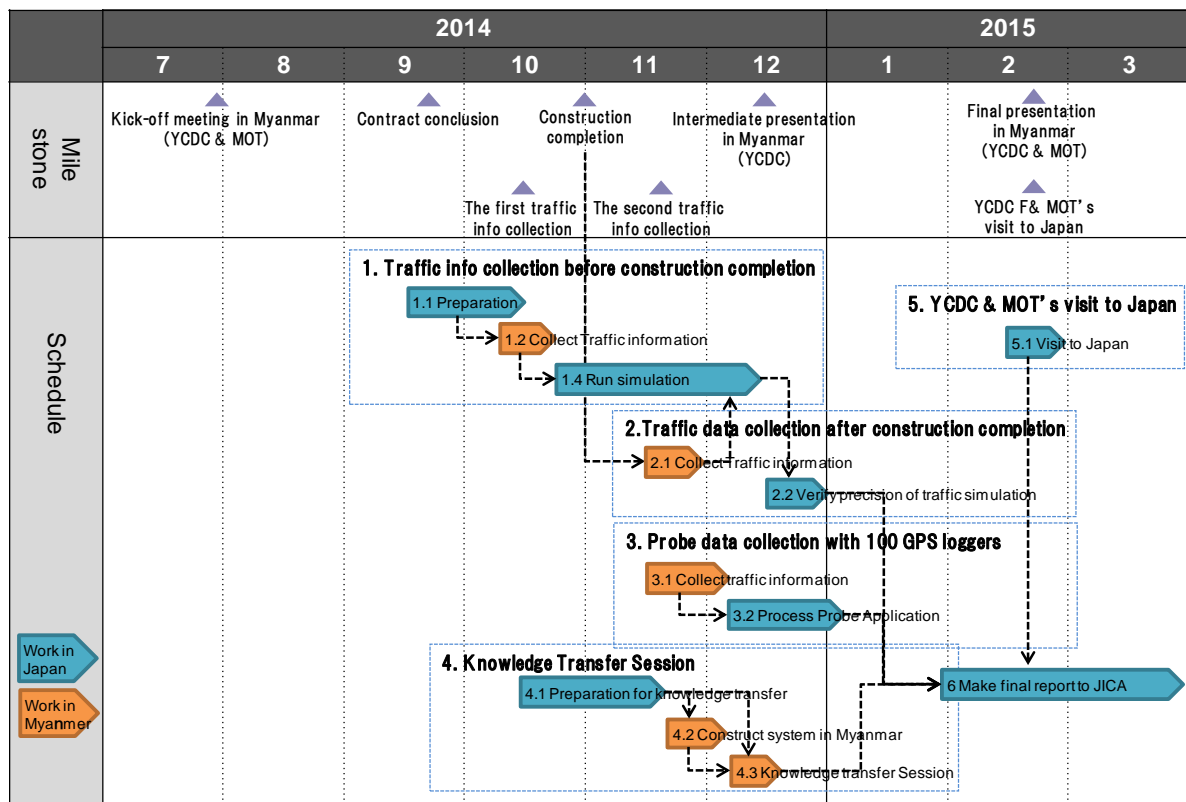 2014
2015
7
8
9
10
11
12
1
2
3
Mile
stone
Kick-off meeting in Myanmar
(YCDC & MOT)
Contract conclusion
Construction
completion
Intermediate presentation
in Myanmar
(YCDC)
Final presentation
in Myanmar
(YCDC & MOT)
The first traffic
info collection
The second traffic
info collection
YCDC F& MOT's
visit to Japan
Schedule
1. Traffic info collection before construction completion
1.1 Preparation
1.2 Collect Traffic information
1.4 Run simulation
5. YCDC & MOT's visit to Japan
5.1 Visit to Japan
2.Traffic data collection after construction completion
2.1 Collect Traffic information
2.2 Verify precision of traffic simulation
3. Probe data collection with 100 GPS loggers
3.1 Collect traffic information
3.2 Process Probe Application
4. Knowledge Transfer Session
4.1 Preparation for knowledge transfer
4.2 Construct system in Myanmar
4.3 Knowledge transfer Session
6 Make final report to JICA
Work in
Japan
Work in
Myanmer